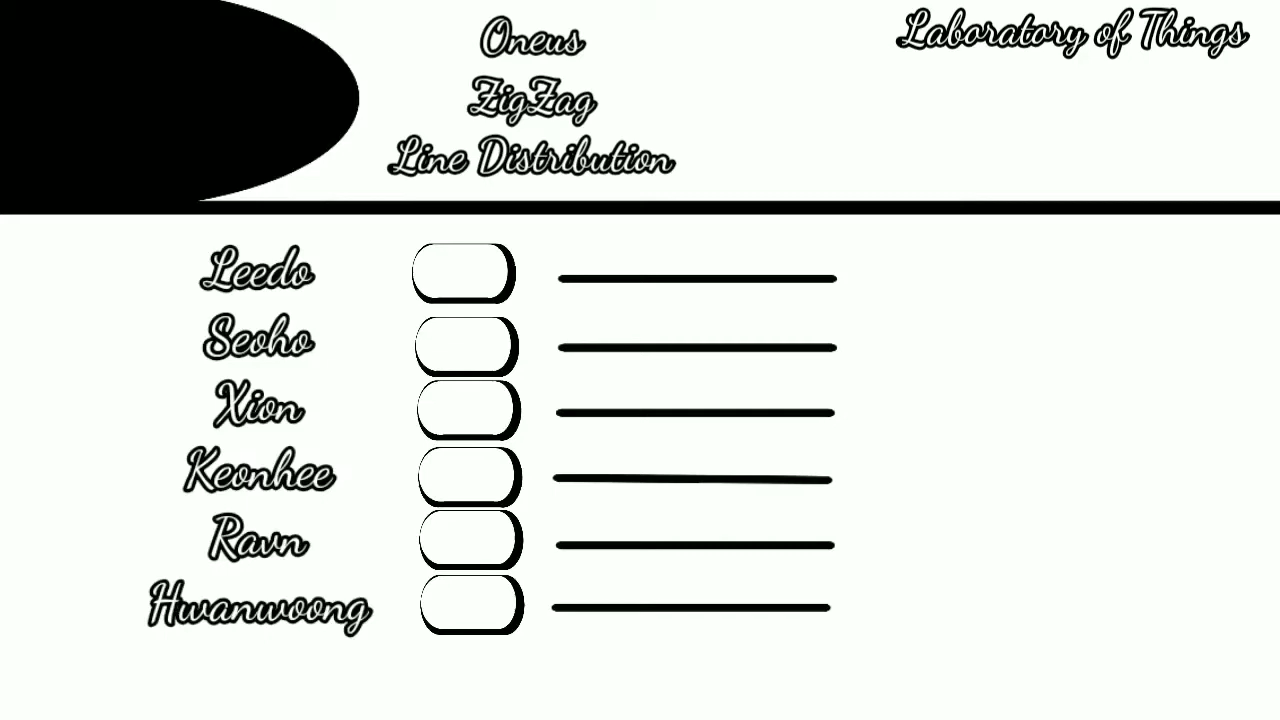 Oneus
ZigZag
Line Distribution
Laboratory of Things
Leedo
Seoho
Xion
Keonhee
Ravn
Hwanwoong